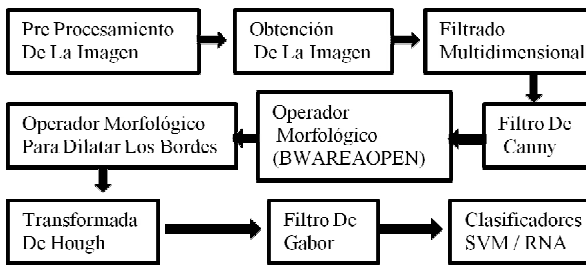 Pre Procesamiento
De La Imagen
Obtención
De La Imagen
Filtrado
Multidimensional
Filtro De
Canny
Operador
Morfológico
(BWAREAOPEN)
Operador Morfológico
Para Dilatar Los Bordes
Transformada
De Hough
Filtro De
Gabor
Clasificadores
SVM / RNA